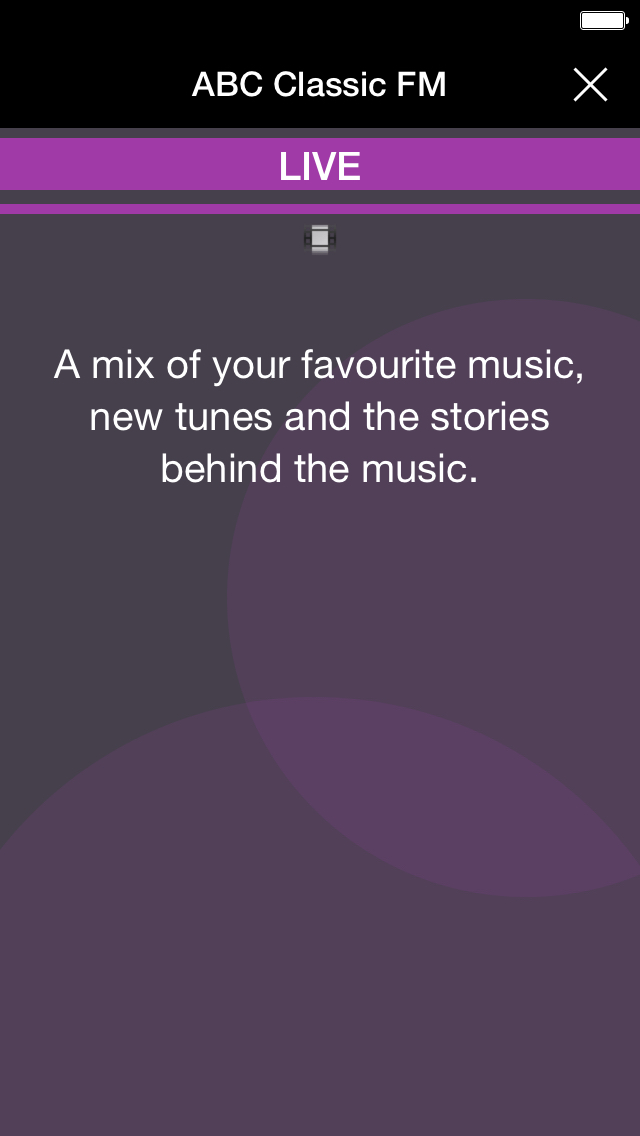 ABC Classic FM
LIVE
A mix of your favourite music,
new tunes and the stories
behind the music.